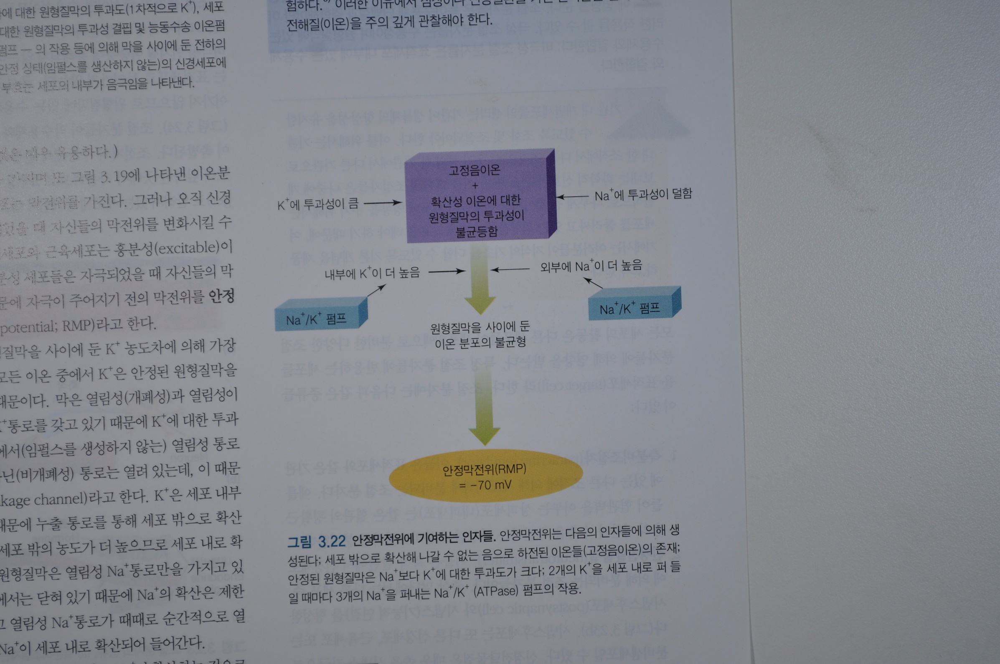 에 대한 원형질막의 투과도(1차적으로 K⁺), 세포
대한 원형질막의 투과성 결핍 및 능동수송 이온펌
펌프 — 의 작용 등에 의해 막을 사이에 둔 전하의
안정 상태(임펄스를 생산하지 않는)의 신경세포에
부호는 세포의 내부가 음극임을 나타낸다.
매우 유용하다.)
또 그림 3.19에 나타낸 이온분
막전위를 가진다. 그러나 오직 신경
때 자신들의 막전위를 변화시킬 수
근육세포는 흥분성(excitable)이
세포들은 자극되었을 때 자신들의 막
문에 자극이 주어지기 전의 막전위를 안정
potential; RMP)라고 한다.
질막을 사이에 둔 K⁺ 농도차에 의해 가장
모든 이온 중에서 K⁺은 안정된 원형질막을
때문이다. 막은 열림성(개폐성)과 열림성이
통로를 갖고 있기 때문에 K⁺에 대한 투과
에서(임펄스를 생성하지 않는) 열림성 통로
닌(비개폐성) 통로는 열려 있는데, 이 때문
kage channel)라고 한다. K⁺은 세포 내부
때문에 누출 통로를 통해 세포 밖으로 확산
세포 밖의 농도가 더 높으므로 세포 내로 확
원형질막은 열림성 Na⁺통로만을 가지고 있
에서는 닫혀 있기 때문에 Na⁺의 확산은 제한
고 열림성 Na⁺통로가 때때로 순간적으로 열
Na⁺이 세포 내로 확산되어 들어간다.
험하다. 이러한 이유에서
전해질(이온)을 주의 깊게 관찰해야 한다.
고정음이온
+
확산성 이온에 대한
원형질막의 투과성이
불균등함
K⁺에 투과성이 큼
Na⁺에 투과성이 덜함
내부에 K⁺이 더 높음
외부에 Na⁺이 더 높음
Na⁺/K⁺ 펌프
Na⁺/K⁺ 펌프
원형질막을 사이에 둔
이온 분포의 불균형
안정막전위(RMP)
= −70 mV
그림 3.22 안정막전위에 기여하는 인자들. 안정막전위는 다음의 인자들에 의해 생
성된다; 세포 밖으로 확산해 나갈 수 없는 음으로 하전된 이온들(고정음이온)의 존재;
안정된 원형질막은 Na⁺보다 K⁺에 대한 투과도가 크다; 2개의 K⁺을 세포 내로 퍼 들
일 때마다 3개의 Na⁺을 퍼내는 Na⁺/K⁺ (ATPase) 펌프의 작용.